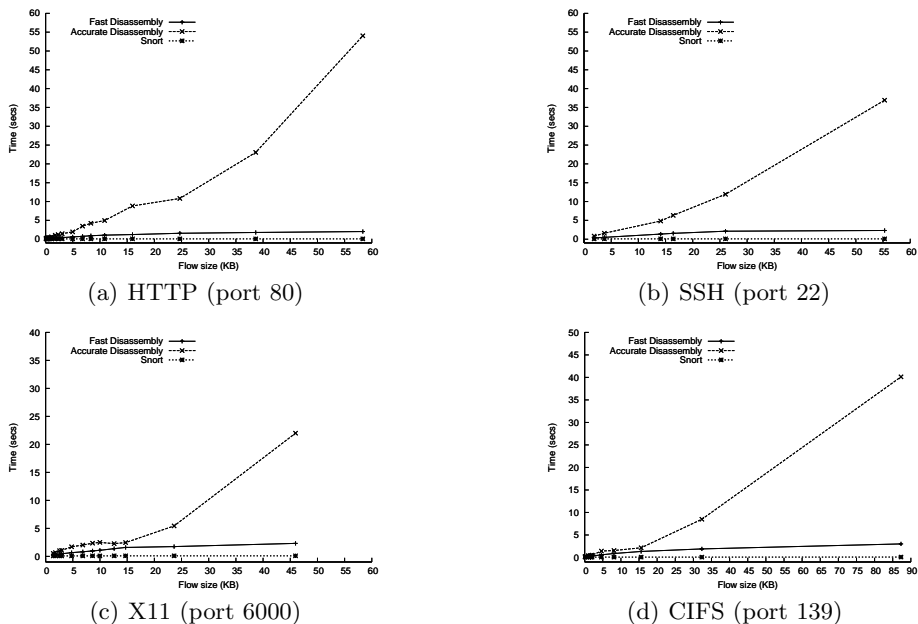 60
55
50
45
40
35
30
25
20
15
10
5
0
Time (secs)
Fast Disassembly
Accurate Disassembly
Snort
0 5 10 15 20 25 30 35 40 45 50 55 60
Flow size (KB)
(a) HTTP (port 80)
60
55
50
45
40
35
30
25
20
15
10
5
0
Time (secs)
Fast Disassembly
Accurate Disassembly
Snort
0 5 10 15 20 25 30 35 40 45 50 55 60
Flow size (KB)
(b) SSH (port 22)
40
35
30
25
20
15
10
5
0
Time (secs)
Fast Disassembly
Accurate Disassembly
Snort
0 5 10 15 20 25 30 35 40 45 50 55 60
Flow size (KB)
(c) X11 (port 6000)
50
45
40
35
30
25
20
15
10
5
0
Time (secs)
Fast Disassembly
Accurate Disassembly
Snort
0 5 10 15 20 25 30 35 40 45 50 55 60 65 70 75 80 85 90
Flow size (KB)
(d) CIFS (port 139)